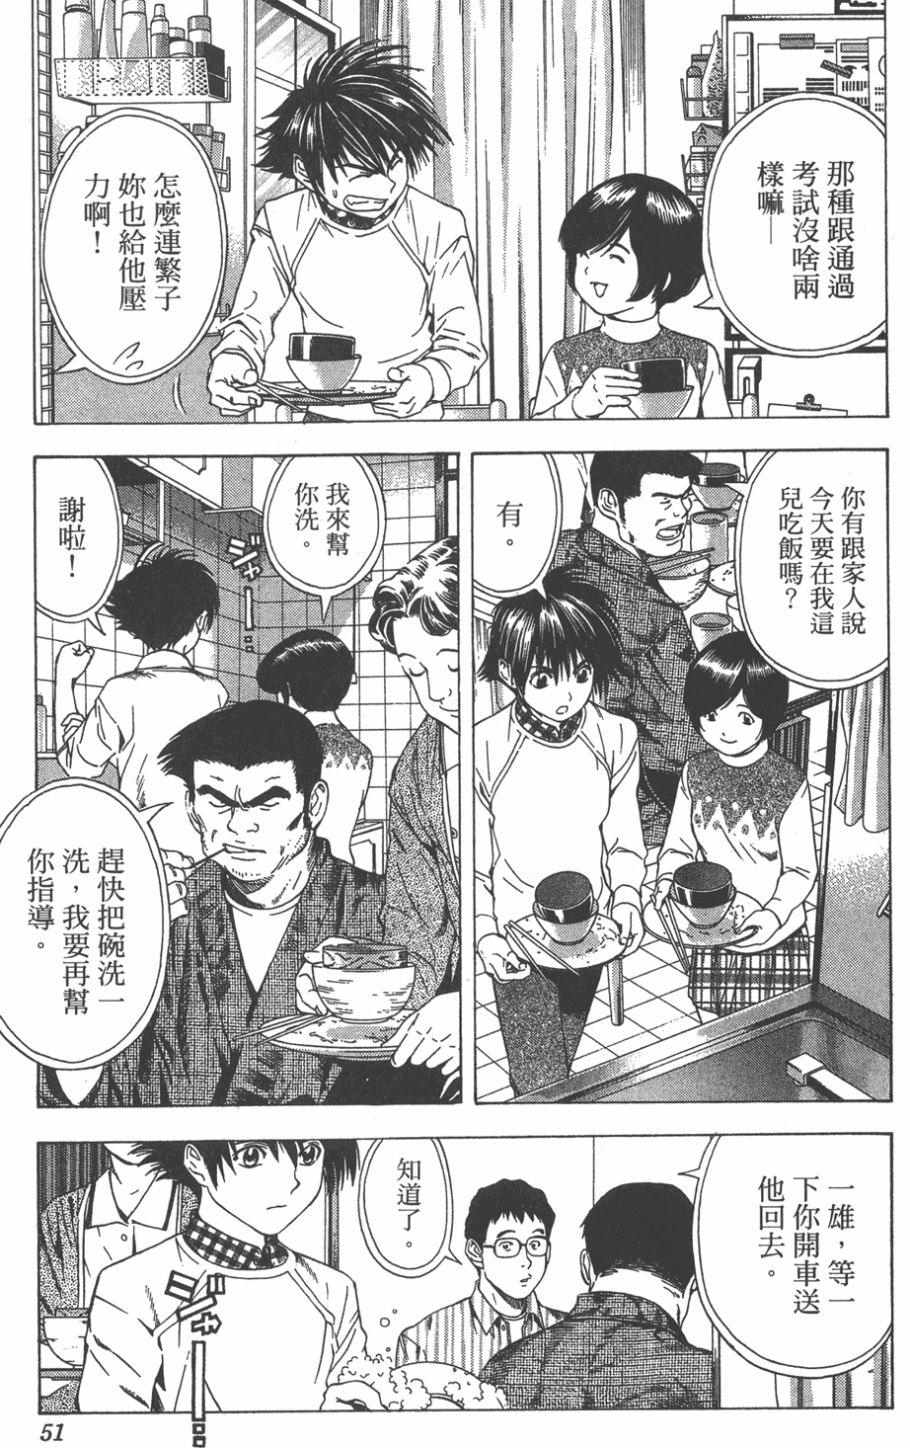 那種跟通過
考試沒啥兩
樣嘛——
怎麼連繁子
妳也給他壓
力啊！
你有跟家人說
今天要在我這
兒吃飯嗎？
有。
我來幫
你洗。
ジャ——
謝啦！
趕快把碗洗一
洗，我要再幫
你指導。
一雄，等一
下你開車送
他回去。
知道了。
ジャ——
51